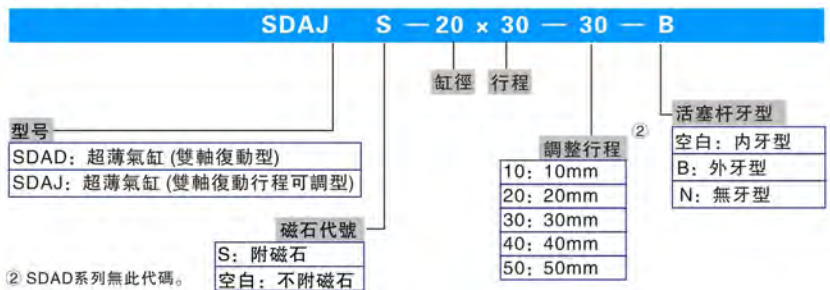 SDAJ S — 20 × 30 — 30 — B
缸徑 行程
型号
SDAD：超薄氣缸 (雙軸復動型)
SDAJ：超薄氣缸 (雙軸復動行程可調型)
磁石代號
S：附磁石
空白：不附磁石
② 調整行程
10：10mm
20：20mm
30：30mm
40：40mm
50：50mm
活塞杆牙型
空白：内牙型
B：外牙型
N：無牙型
② SDAD系列無此代碼。